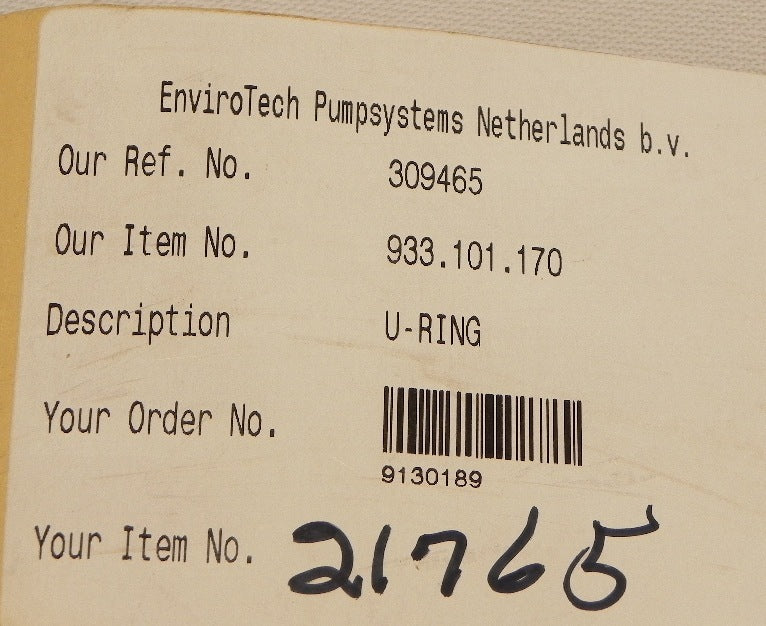 EnviroTech Pumpsystems Netherlands b.v.
Our Ref. No. 309465
Our Item No. 933.101.170
Description U-RING
Your Order No.
9130189
Your Item No. 21765